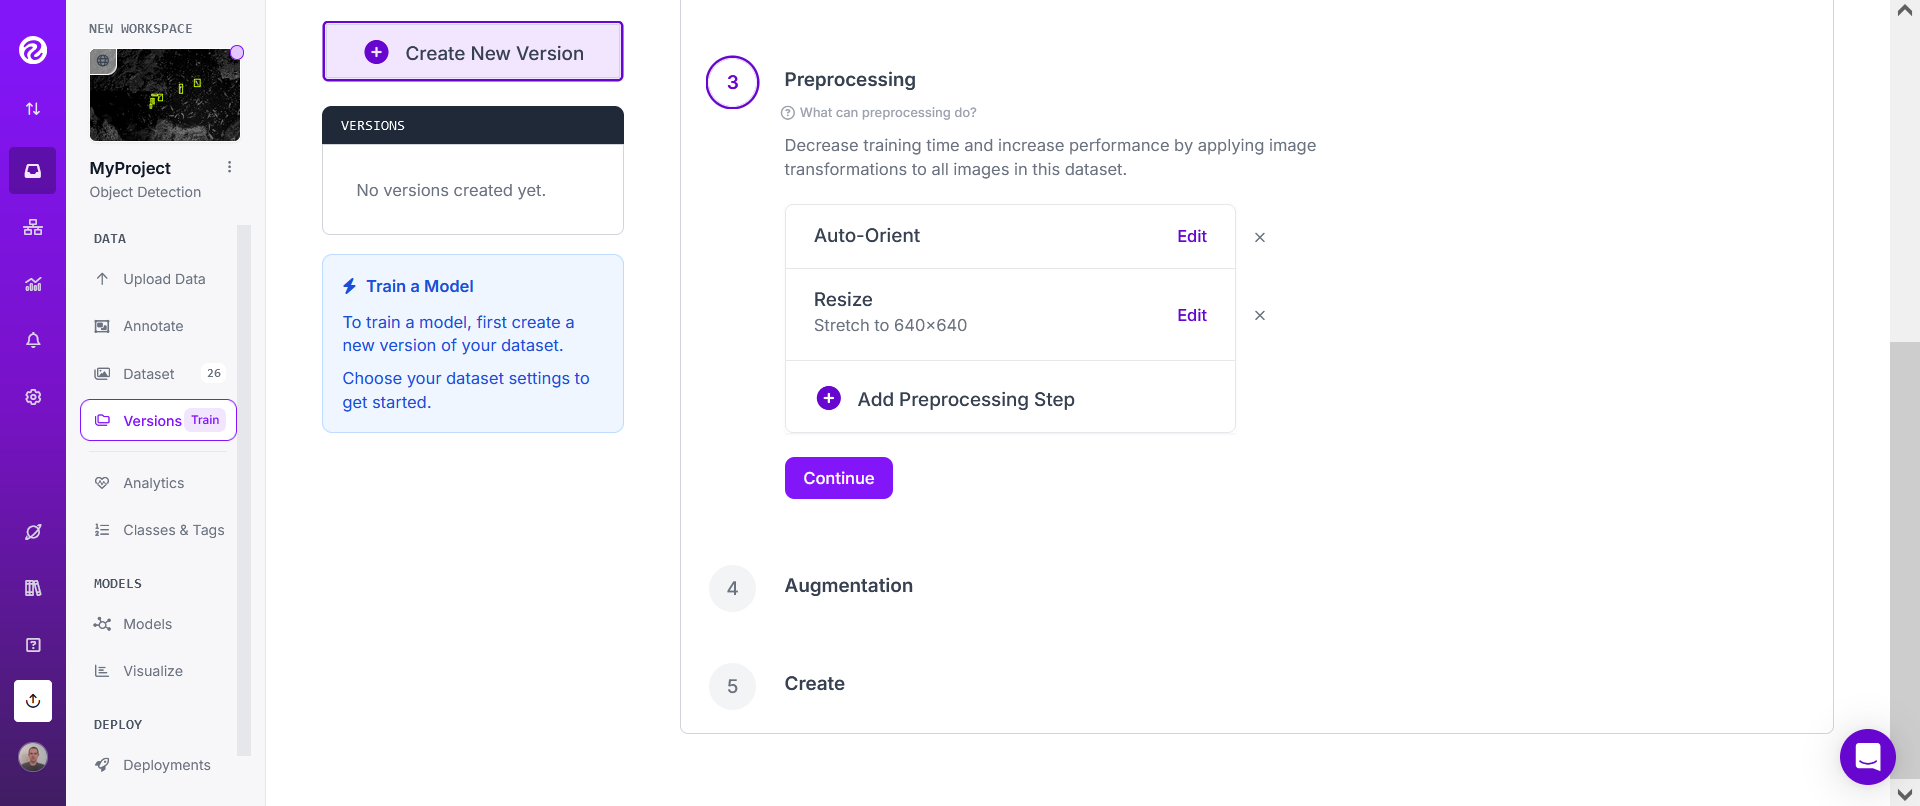 NEW WORKSPACE
MyProject
Object Detection
DATA
Upload Data
Annotate
Dataset 26
Versions Train
Analytics
Classes & Tags
MODELS
Models
Visualize
DEPLOY
Deployments
Create New Version
VERSIONS
No versions created yet.
Train a Model
To train a model, first create a
new version of your dataset.
Choose your dataset settings to
get started.
3 Preprocessing
What can preprocessing do?
Decrease training time and increase performance by applying image
transformations to all images in this dataset.
Auto-Orient Edit
Resize
Stretch to 640×640
Edit
Add Preprocessing Step
Continue
4 Augmentation
5 Create